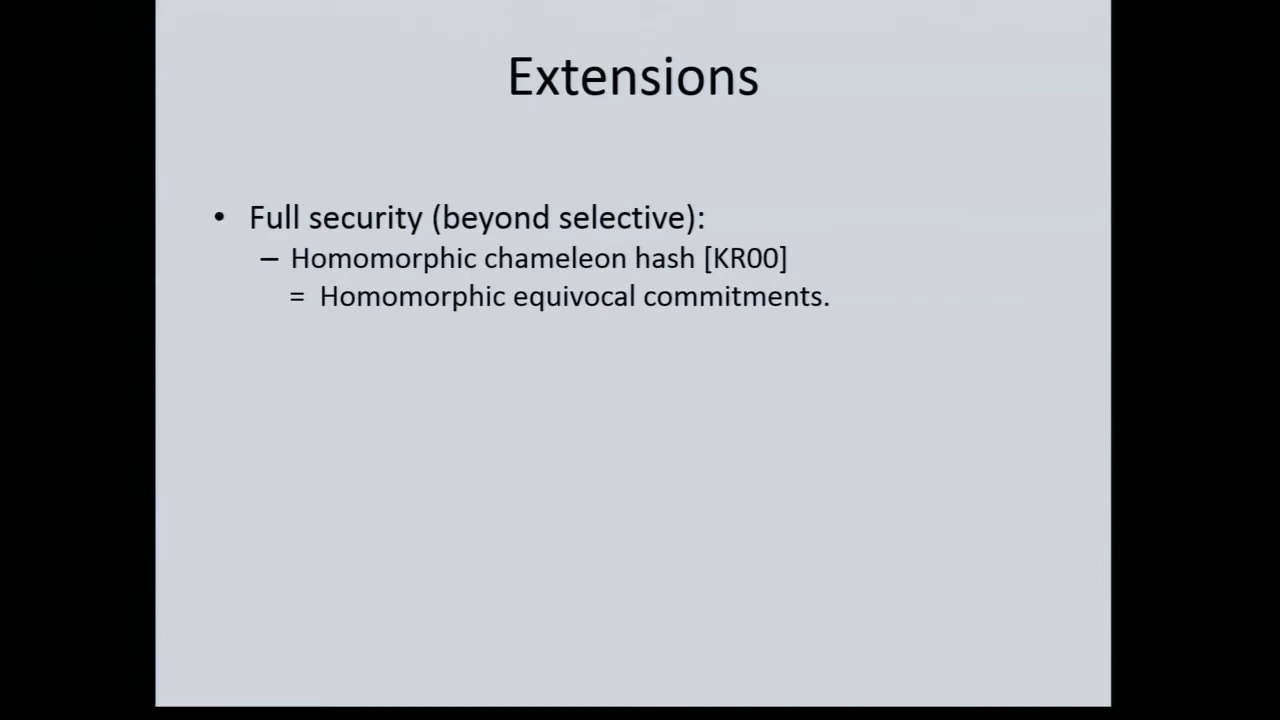 Extensions
• Full security (beyond selective):
– Homomorphic chameleon hash [KR00]
= Homomorphic equivocal commitments.